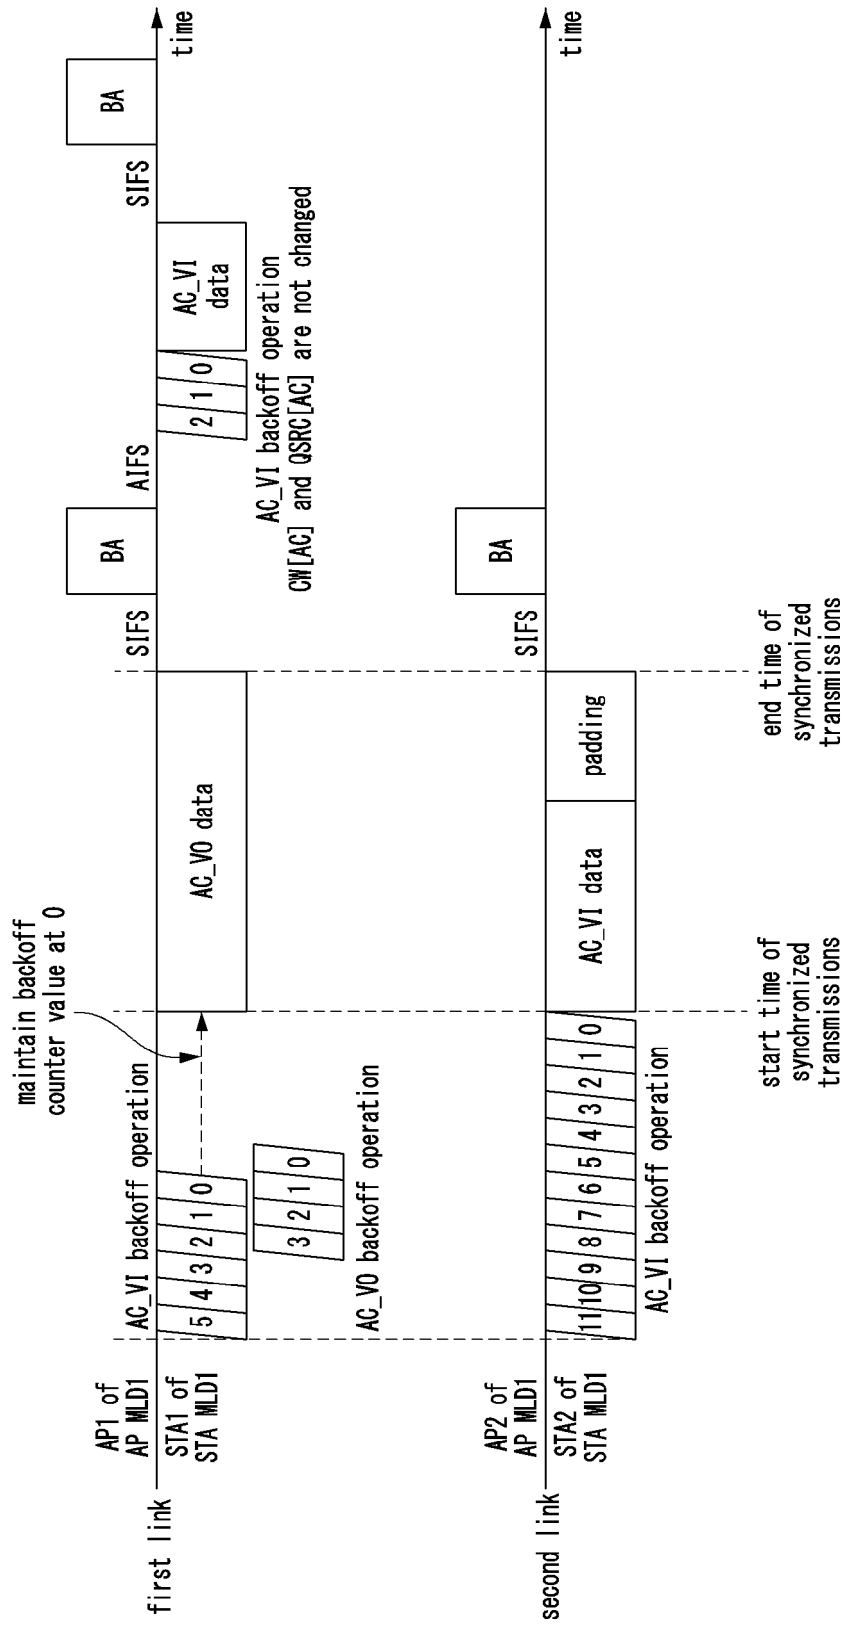 maintain backoff
counter value at 0
AP1 of
AP MLD1
STA1 of
STA MLD1
first link
AC_VI backoff operation
5 4 3 2 1 0
3 2 1 0
AC_VO backoff operation
AC_VO data
SIFS
BA
AIFS
2 1 0
AC_VI
data
AC_VI backoff operation
CW[AC] and QSRC[AC] are not changed
SIFS
BA
time
AP2 of
AP MLD1
STA2 of
STA MLD1
second link
11 10 9 8 7 6 5 4 3 2 1 0
AC_VI backoff operation
AC_VI data
padding
SIFS
BA
time
start time of
synchronized
transmissions
end time of
synchronized
transmissions